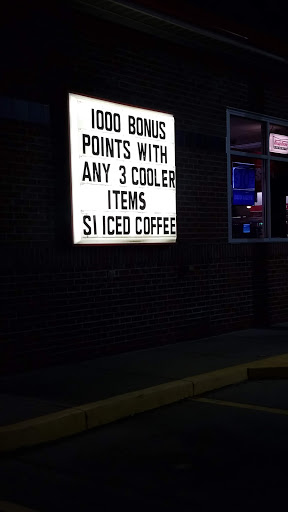 1000 BONUS
POINTS WITH
ANY 3 COOLER
ITEMS
$1 ICED COFFEE